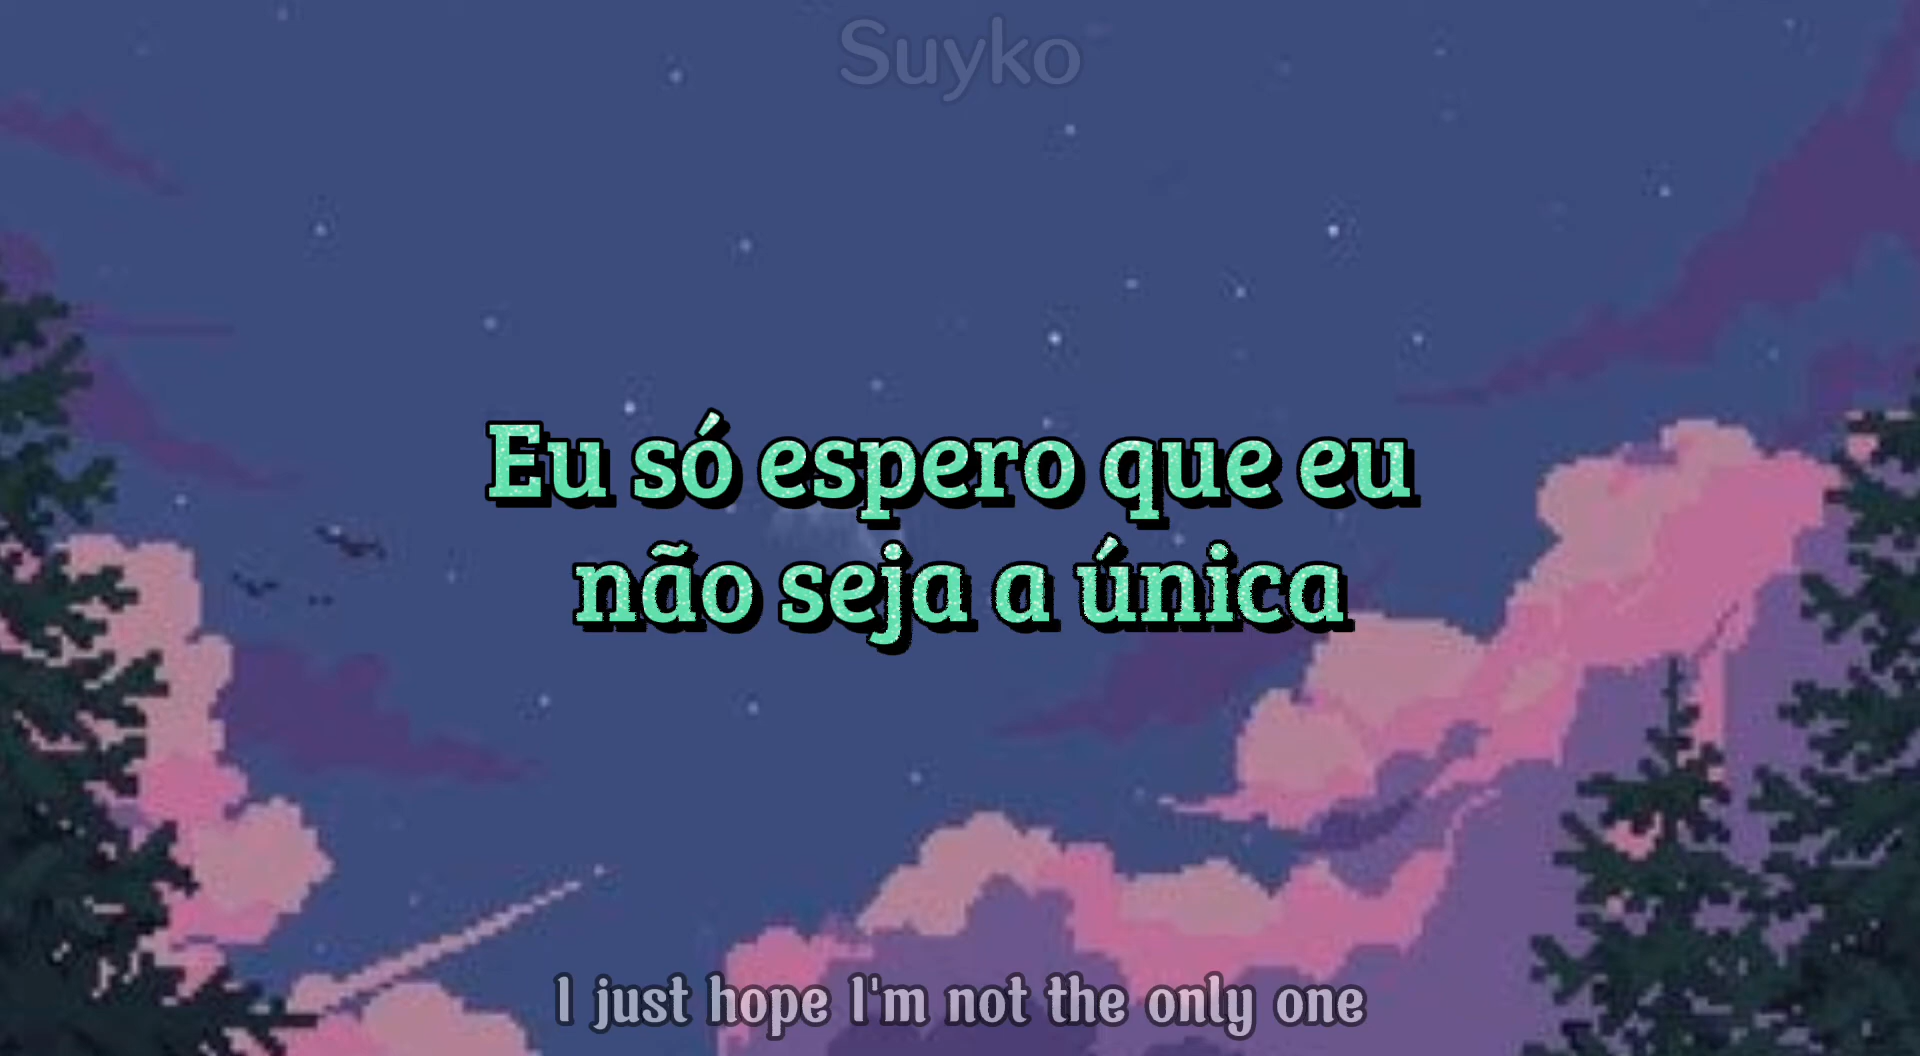 Suyko
Eu só espero que eu
não seja a única
I just hope I'm not the only one